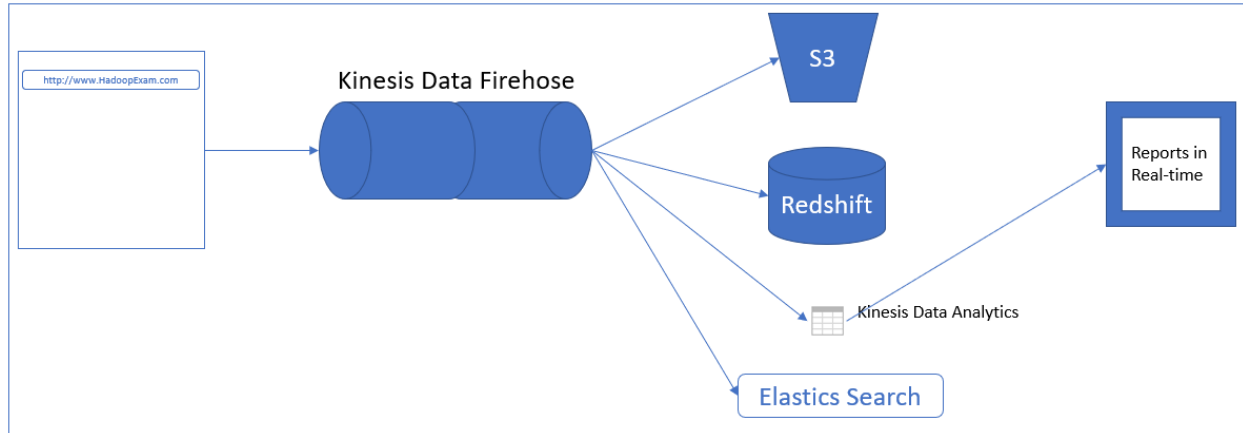 http://www.HadoopExam.com
Kinesis Data Firehose
S3
Redshift
Kinesis Data Analytics
Elastics Search
Reports in
Real-time